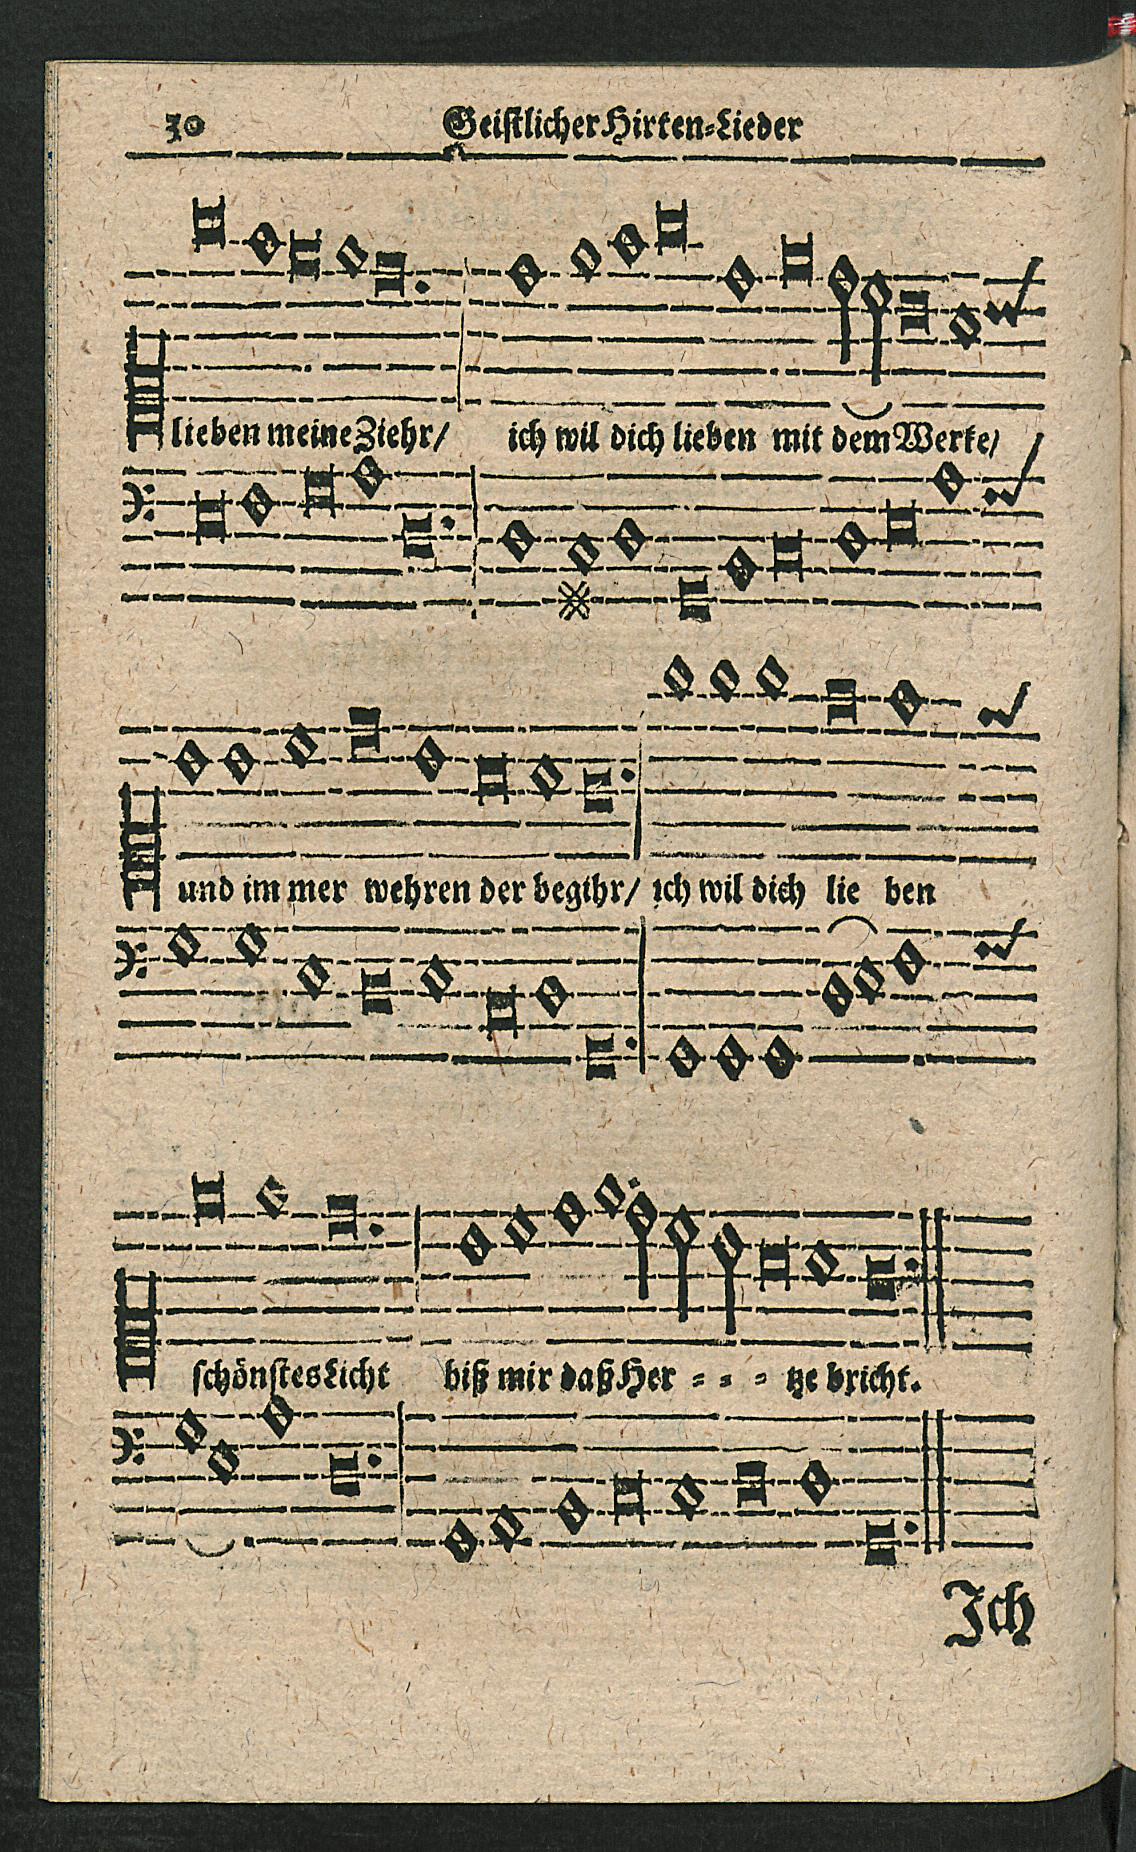 30 Geistlicher Hirten-Lieder
lieben meine Ziehr/ ich wil dich lieben mit dem Werke/
und im mer wehren der begihr/ ich wil dich lie ben
schönstes Licht biß mir daß Her = = = tze bricht.
Ich